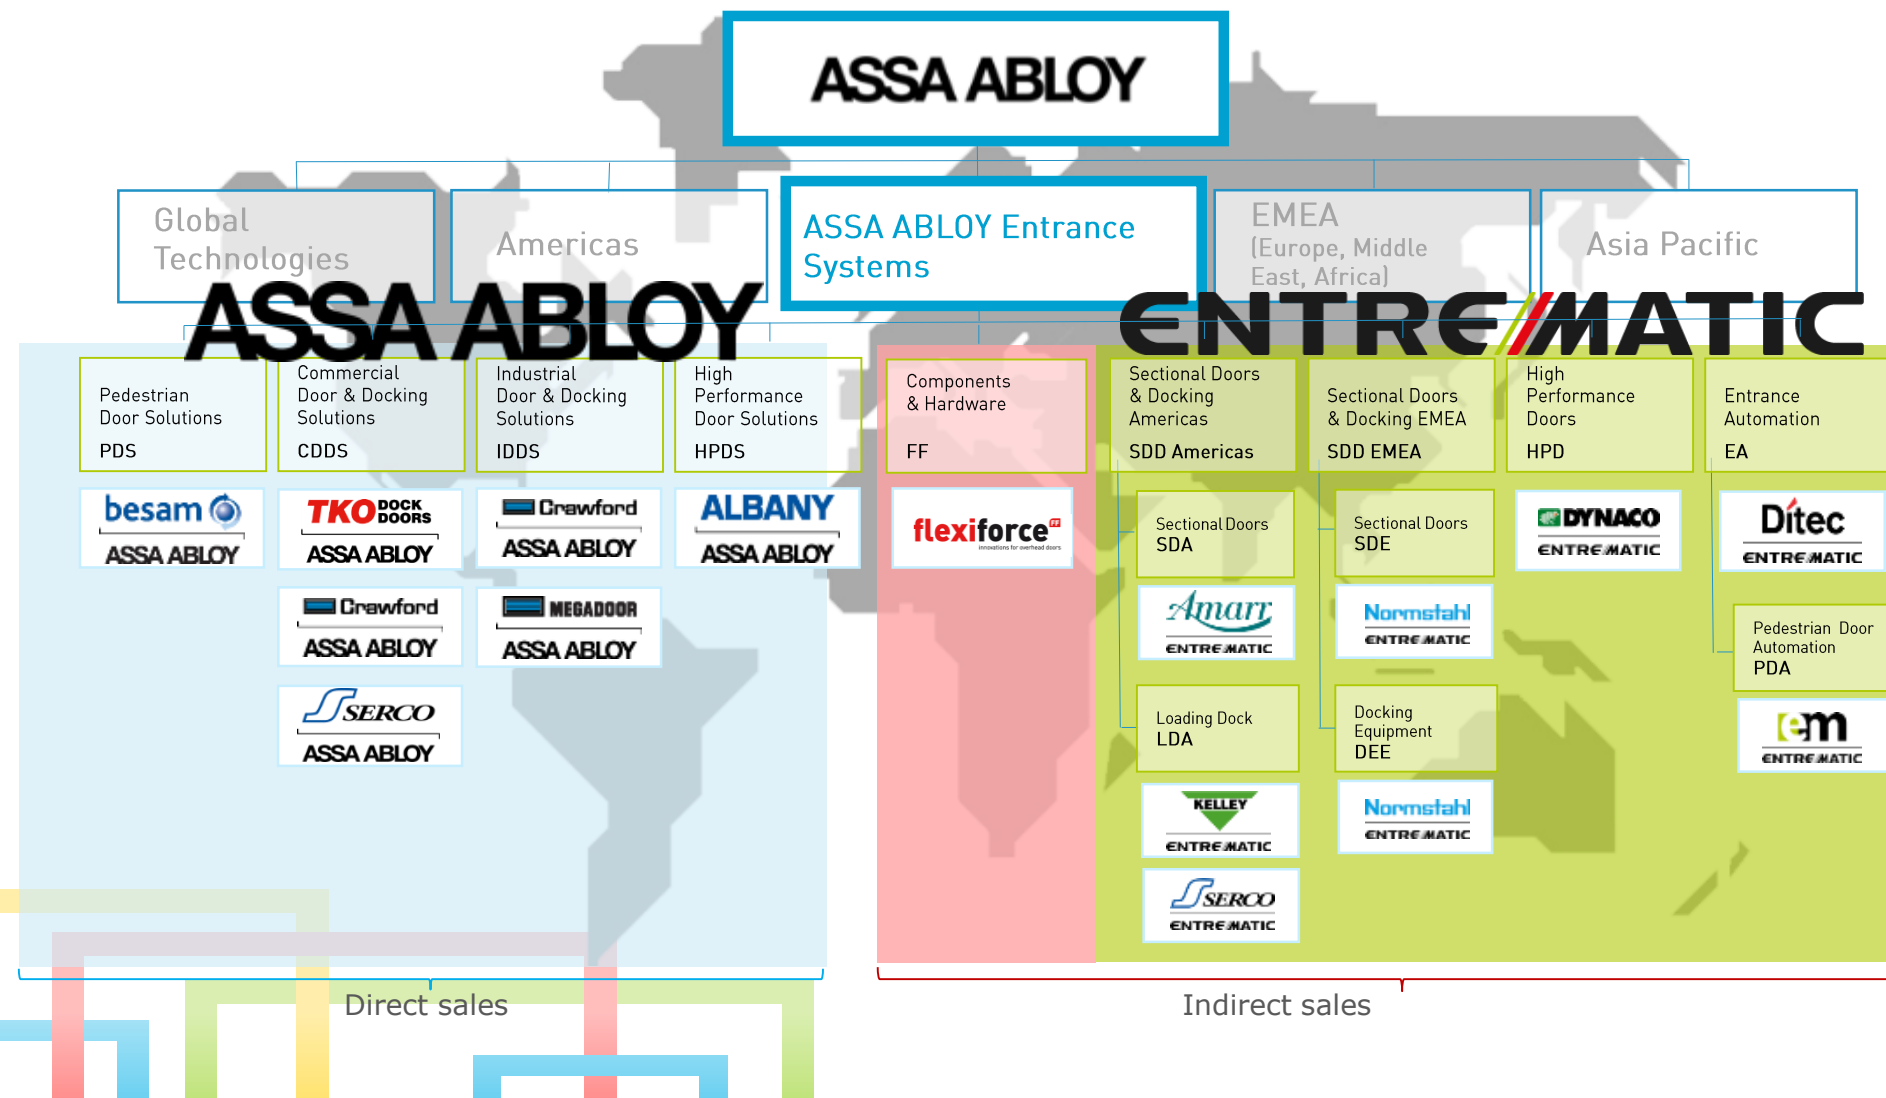 ASSA ABLOY
Global
Technologies
Americas
ASSA ABLOY Entrance
Systems
EMEA
(Europe, Middle
East, Africa)
Asia Pacific
ASSA ABLOY
ENTREMATIC
Pedestrian
Door Solutions
PDS
Commercial
Door & Docking
Solutions
CDDS
Industrial
Door & Docking
Solutions
IDDS
High
Performance
Door Solutions
HPDS
Components
& Hardware
FF
Sectional Doors
& Docking
Americas
SDD Americas
Sectional Doors
& Docking EMEA
SDD EMEA
High
Performance
Doors
HPD
Entrance
Automation
EA
besam
ASSA ABLOY
TKO DOCK
DOORS
ASSA ABLOY
Crawford
ASSA ABLOY
SERCO
ASSA ABLOY
Crawford
ASSA ABLOY
MEGADOOR
ASSA ABLOY
ALBANY
ASSA ABLOY
flexiforce FF
innovations for overhead doors
Sectional Doors
SDA
Amarr
ENTREMATIC
Loading Dock
LDA
KELLEY
ENTREMATIC
SERCO
ENTREMATIC
Sectional Doors
SDE
Normstahl
ENTREMATIC
Docking
Equipment
DEE
Normstahl
ENTREMATIC
DYNACO
ENTREMATIC
Ditec
ENTREMATIC
Pedestrian Door
Automation
PDA
em
ENTREMATIC
Direct sales
Indirect sales